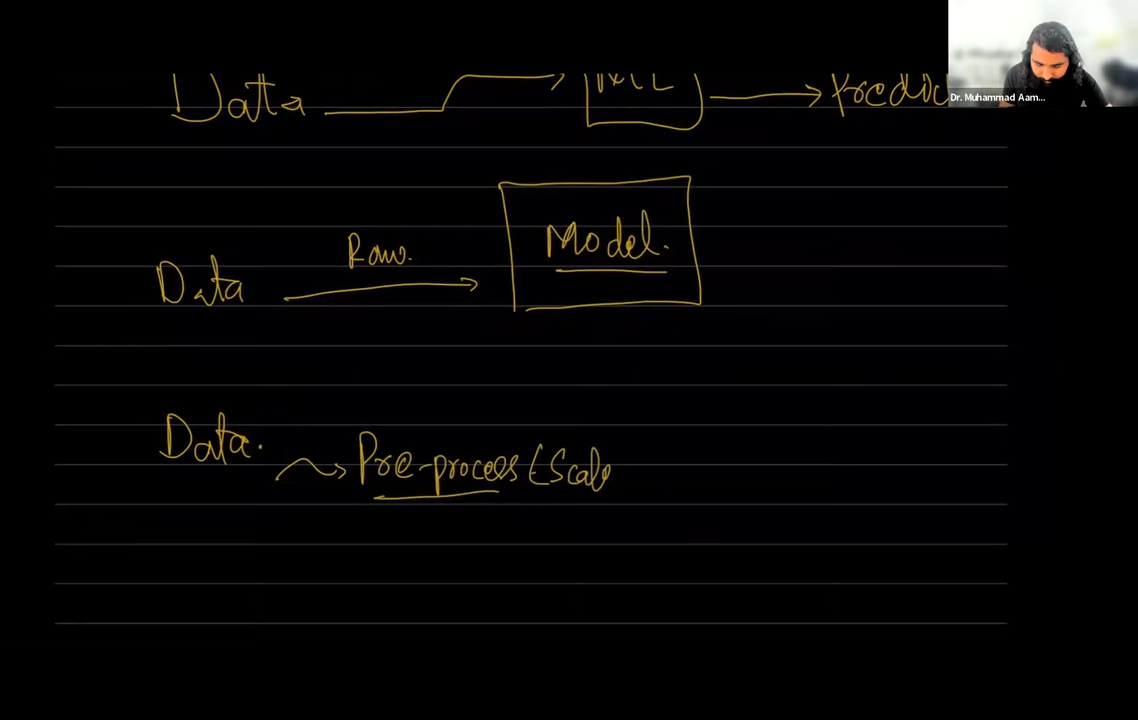 Data ML Predic
Dr. Muhammad Aam...
Raw.
Model.
Data
Data.
Pre-process (Scale